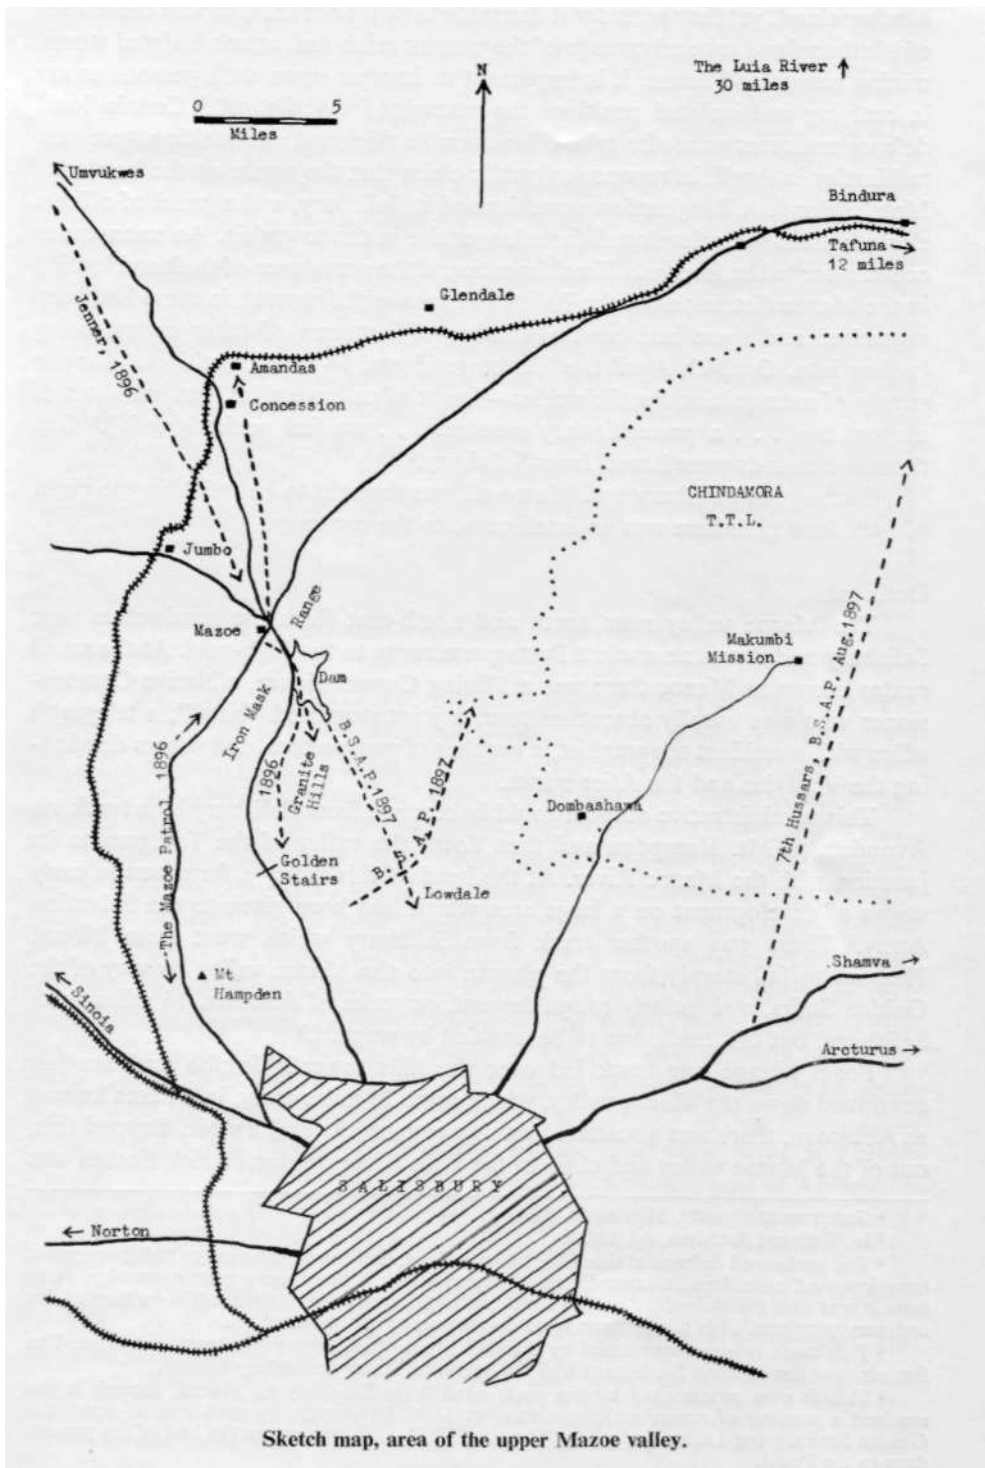 The Luia River ↑
30 miles
N
0 5
Miles
Umvukwes
Bindura
Tafuna →
12 miles
Jenner, 1896
Glendale
Amandas
Concession
CHINDAMORA
T.T.L.
Jumbo
Mazoe
Iron Mask Range
Dam
Makumbi
Mission
7th Hussars, B.S.A.P. Aug. 1897
B.S.A.P. 1897
1896
Granite
Hills
B.S.A.P. 1897
← The Mazoe Patrol 1896 →
Dombashawa
Golden
Stairs
Lowdale
Shamva →
Mt
Hampden
← Sinoia
Arcturus →
SALISBURY
← Norton
Sketch map, area of the upper Mazoe valley.